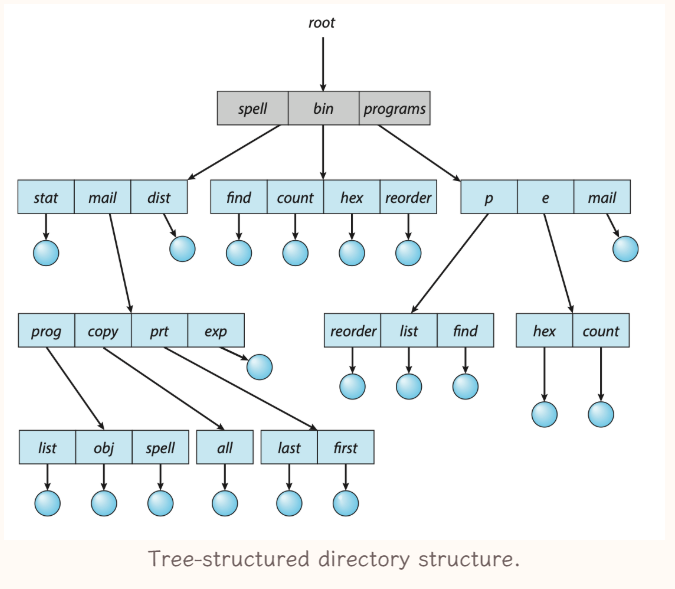 root
spell bin programs
stat mail dist find count hex reorder p e mail
prog copy prt exp reorder list find hex count
list obj spell all last first
Tree-structured directory structure.